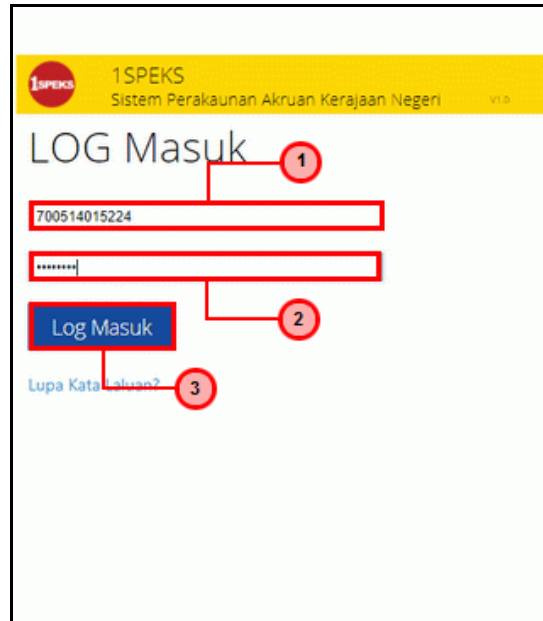 1SPEKS
1SPEKS
Sistem Perakaunan Akruan Kerajaan Negeri
V1.0
LOG Masuk
1
700514015224
••••••••
2
Log Masuk
Lupa Kata Laluan?
3